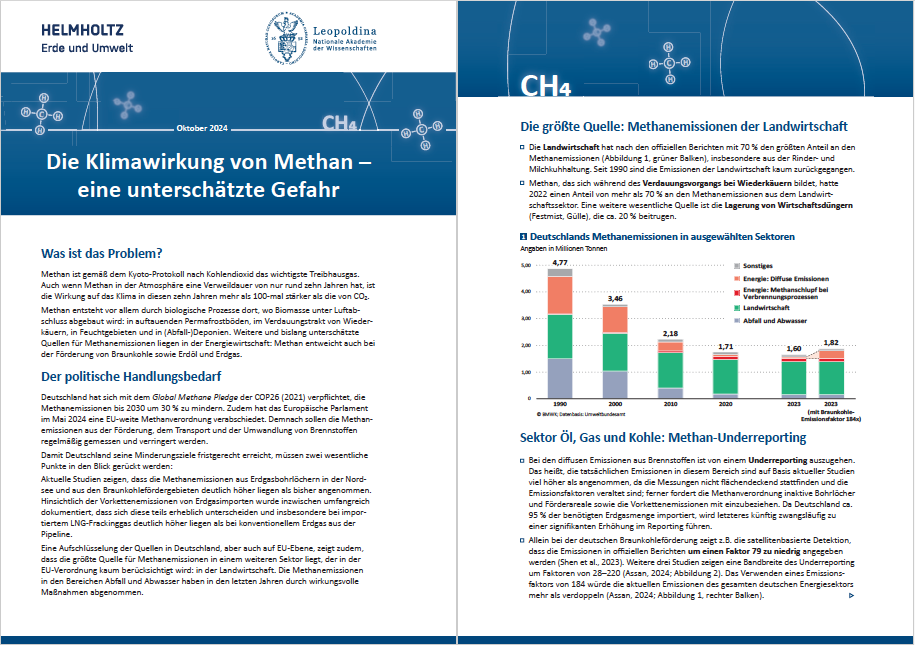 HELMHOLTZ
Erde und Umwelt
Leopoldina
Nationale Akademie
der Wissenschaften
Oktober 2024
CH4
Die Klimawirkung von Methan –
eine unterschätzte Gefahr
Was ist das Problem?
Methan ist gemäß dem Kyoto-Protokoll nach Kohlendioxid das wichtigste Treibhausgas.
Auch wenn Methan in der Atmosphäre eine Verweildauer von nur rund zehn Jahren hat, ist
die Wirkung auf das Klima in diesen zehn Jahren mehr als 100-mal stärker als die von CO₂.
Methan entsteht vor allem durch biologische Prozesse dort, wo Biomasse unter Luftab-
schluss abgebaut wird: in auftauenden Permafrostböden, im Verdauungstrakt von Wieder-
käuern, in Feuchtgebieten und in (Abfall-)Deponien. Weitere und bislang unterschätzte
Quellen für Methanemissionen liegen in der Energiewirtschaft: Methan entweicht auch bei
der Förderung von Braunkohle sowie Erdöl und Erdgas.
Der politische Handlungsbedarf
Deutschland hat sich mit dem Global Methane Pledge der COP26 (2021) verpflichtet, die
Methanemissionen bis 2030 um 30 % zu mindern. Zudem hat das Europäische Parlament
im Mai 2024 eine EU-weite Methanverordnung verabschiedet. Demnach sollen die Methan-
emissionen aus der Förderung, dem Transport und der Umwandlung von Brennstoffen
regelmäßig gemessen und verringert werden.
Damit Deutschland seine Minderungsziele fristgerecht erreicht, müssen zwei wesentliche
Punkte in den Blick gerückt werden:
Aktuelle Studien zeigen, dass die Methanemissionen aus Erdgasbohrlöchern in der Nord-
see und aus den Braunkohlefördergebieten deutlich höher liegen als bisher angenommen.
Hinsichtlich der Vorkettenemissionen von Erdgasimporten wurde inzwischen umfangreich
dokumentiert, dass sich diese teils erheblich unterscheiden und insbesondere bei impor-
tiertem LNG-Frackinggas deutlich höher liegen als bei konventionellem Erdgas aus der
Pipeline.
Eine Aufschlüsselung der Quellen in Deutschland, aber auch auf EU-Ebene, zeigt zudem,
dass die größte Quelle für Methanemissionen in einem weiteren Sektor liegt, der in der
EU-Verordnung kaum berücksichtigt wird: in der Landwirtschaft. Die Methanemissionen
in den Bereichen Abfall und Abwasser haben in den letzten Jahren durch wirkungsvolle
Maßnahmen abgenommen.
CH4
Die größte Quelle: Methanemissionen der Landwirtschaft
Die Landwirtschaft hat nach den offiziellen Berichten mit 70 % den größten Anteil an den
Methanemissionen (Abbildung 1, grüner Balken), insbesondere aus der Rinder- und
Milchkuhhaltung. Seit 1990 sind die Emissionen der Landwirtschaft kaum zurückgegangen.
Methan, das sich während des Verdauungsvorgangs bei Wiederkäuern bildet, hatte
2022 einen Anteil von mehr als 70 % an den Methanemissionen aus dem Landwirt-
schaftssektor. Eine weitere wesentliche Quelle ist die Lagerung von Wirtschaftsdüngern
(Festmist, Gülle), die ca. 20 % beitrugen.
1 Deutschlands Methanemissionen in ausgewählten Sektoren
Angaben in Millionen Tonnen
5,00
4,00
3,00
2,00
1,00
0
4,77
3,46
2,18
1,71
1,60
1,82
Sonstiges
Energie: Diffuse Emissionen
Energie: Methanschlupf bei
Verbrennungsprozessen
Landwirtschaft
Abfall und Abwasser
1990 2000 2010 2020 2023 2023
(mit Braunkohle-
Emissionsfaktor 184x)
© BMWK; Datenbasis: Umweltbundesamt
Sektor Öl, Gas und Kohle: Methan-Underreporting
Bei den diffusen Emissionen aus Brennstoffen ist von einem Underreporting auszugehen.
Das heißt, die tatsächlichen Emissionen in diesem Bereich sind auf Basis aktueller Studien
viel höher als angenommen, da die Messungen nicht flächendeckend stattfinden und die
Emissionsfaktoren veraltet sind; ferner fordert die Methanverordnung inaktive Bohrlöcher
und Förderareale sowie die Vorkettenemissionen mit einzubeziehen. Da Deutschland ca.
95 % der benötigten Erdgasmenge importiert, wird letzteres künftig zwangsläufig zu
einer signifikanten Erhöhung im Reporting führen.
Allein bei der deutschen Braunkohleförderung zeigt z.B. die satellitenbasierte Detektion,
dass die Emissionen in offiziellen Berichten um einen Faktor 79 zu niedrig angegeben
werden (Shen et al., 2023). Weitere drei Studien zeigen eine Bandbreite des Underreporting
um Faktoren von 28–220 (Assan, 2024; Abbildung 2). Das Verwenden eines Emissions-
faktors von 184 würde die aktuellen Emissionen des gesamten deutschen Energiesektors
mehr als verdoppeln (Assan, 2024; Abbildung 1, rechter Balken).